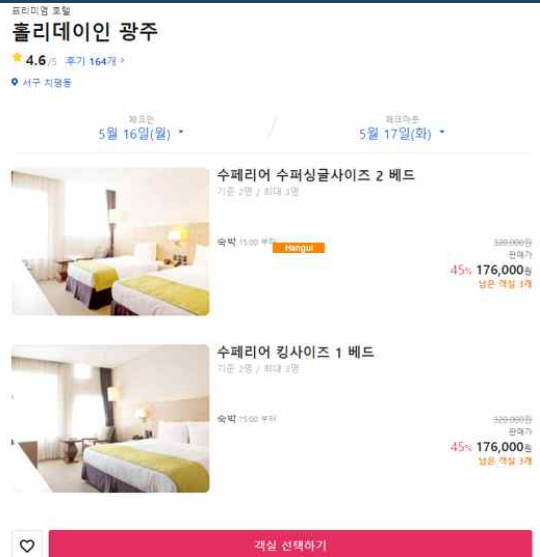 프리미엄 호텔
홀리데이인 광주
4.6/5 후기 164개 ›
서구 치평동
체크인
5월 16일(월)
체크아웃
5월 17일(화)
수페리어 수퍼싱글사이즈 2 베드
기준 2명 / 최대 3명
숙박 15:00 부터
Hangul
320,000원
판매가
45% 176,000원
남은 객실 3개
수페리어 킹사이즈 1 베드
기준 2명 / 최대 3명
숙박 15:00 부터
320,000원
판매가
45% 176,000원
남은 객실 3개
객실 선택하기